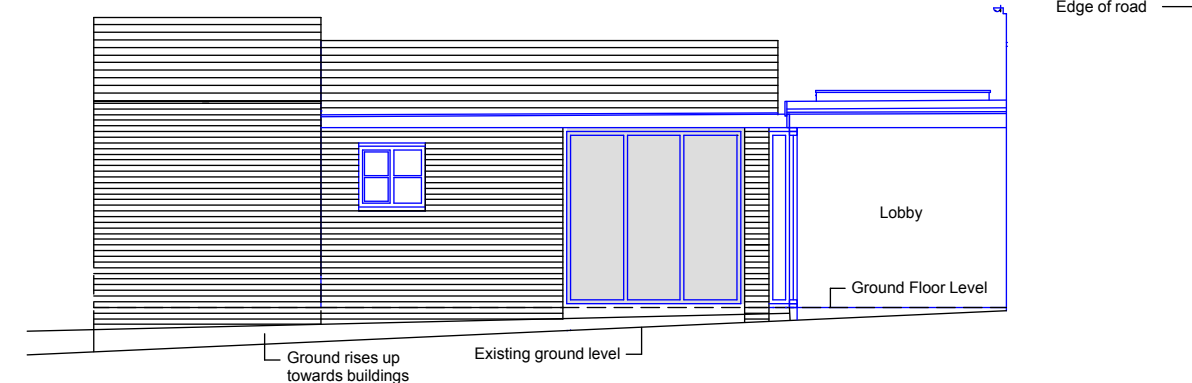 Edge of road
Lobby
Ground Floor Level
Existing ground level
Ground rises up
towards buildings